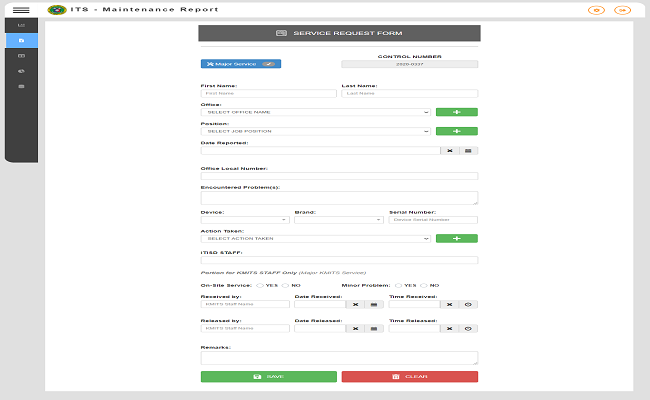 ITS - Maintenance Report
SERVICE REQUEST FORM
CONTROL NUMBER
Major Service
2020-0337
First Name: Last Name:
First Name Last Name
Office:
SELECT OFFICE NAME
Position:
SELECT JOB POSITION
Date Reported:
Office Local Number:
Encountered Problem(s):
Device: Brand: Serial Number:
Device Serial Number
Action Taken:
SELECT ACTION TAKEN
ITISD STAFF:
Portion for KMITS STAFF Only (Major KMITS Service)
On-Site Service: YES NO Minor Problem: YES NO
Received by: Date Received: Time Received:
KMITS Staff Name
Released by: Date Released: Time Released:
KMITS Staff Name
Remarks:
SAVE CLEAR